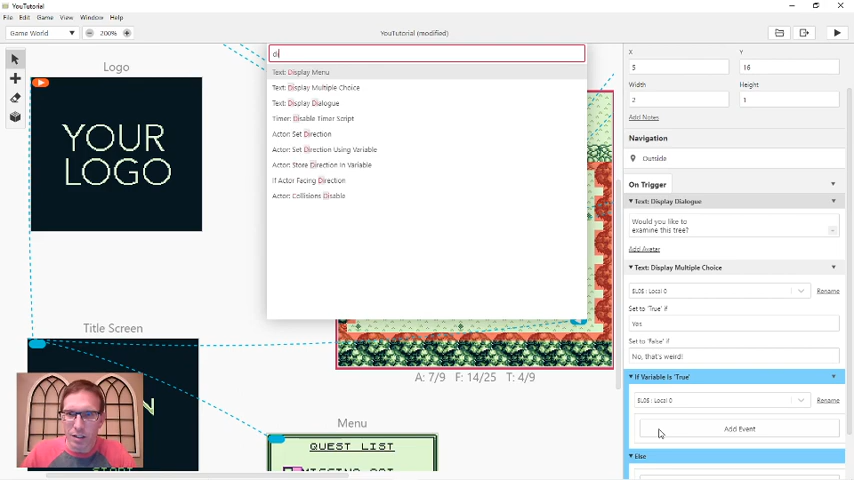 YouTutorial
File Edit Game View Window Help
Game World
200%
YouTutorial (modified)
di
Text: Display Menu
Text: Display Multiple Choice
Text: Display Dialogue
Timer: Disable Timer Script
Actor: Set Direction
Actor: Set Direction Using Variable
Actor: Store Direction In Variable
If Actor Facing Direction
Actor: Collisions Disable
Logo
YOUR
LOGO
Title Screen
START
A: 7/9 F: 14/25 T: 4/9
Menu
QUEST LIST
X Y
5 16
Width Height
2 1
Add Notes
Navigation
Outside
On Trigger
Text: Display Dialogue
Would you like to
examine this tree?
Add Avatar
Text: Display Multiple Choice
$L0$ : Local 0 Rename
Set to 'True' if
Yes
Set to 'False' if
No, that's weird!
If Variable Is 'True'
$L0$ : Local 0 Rename
Add Event
Else